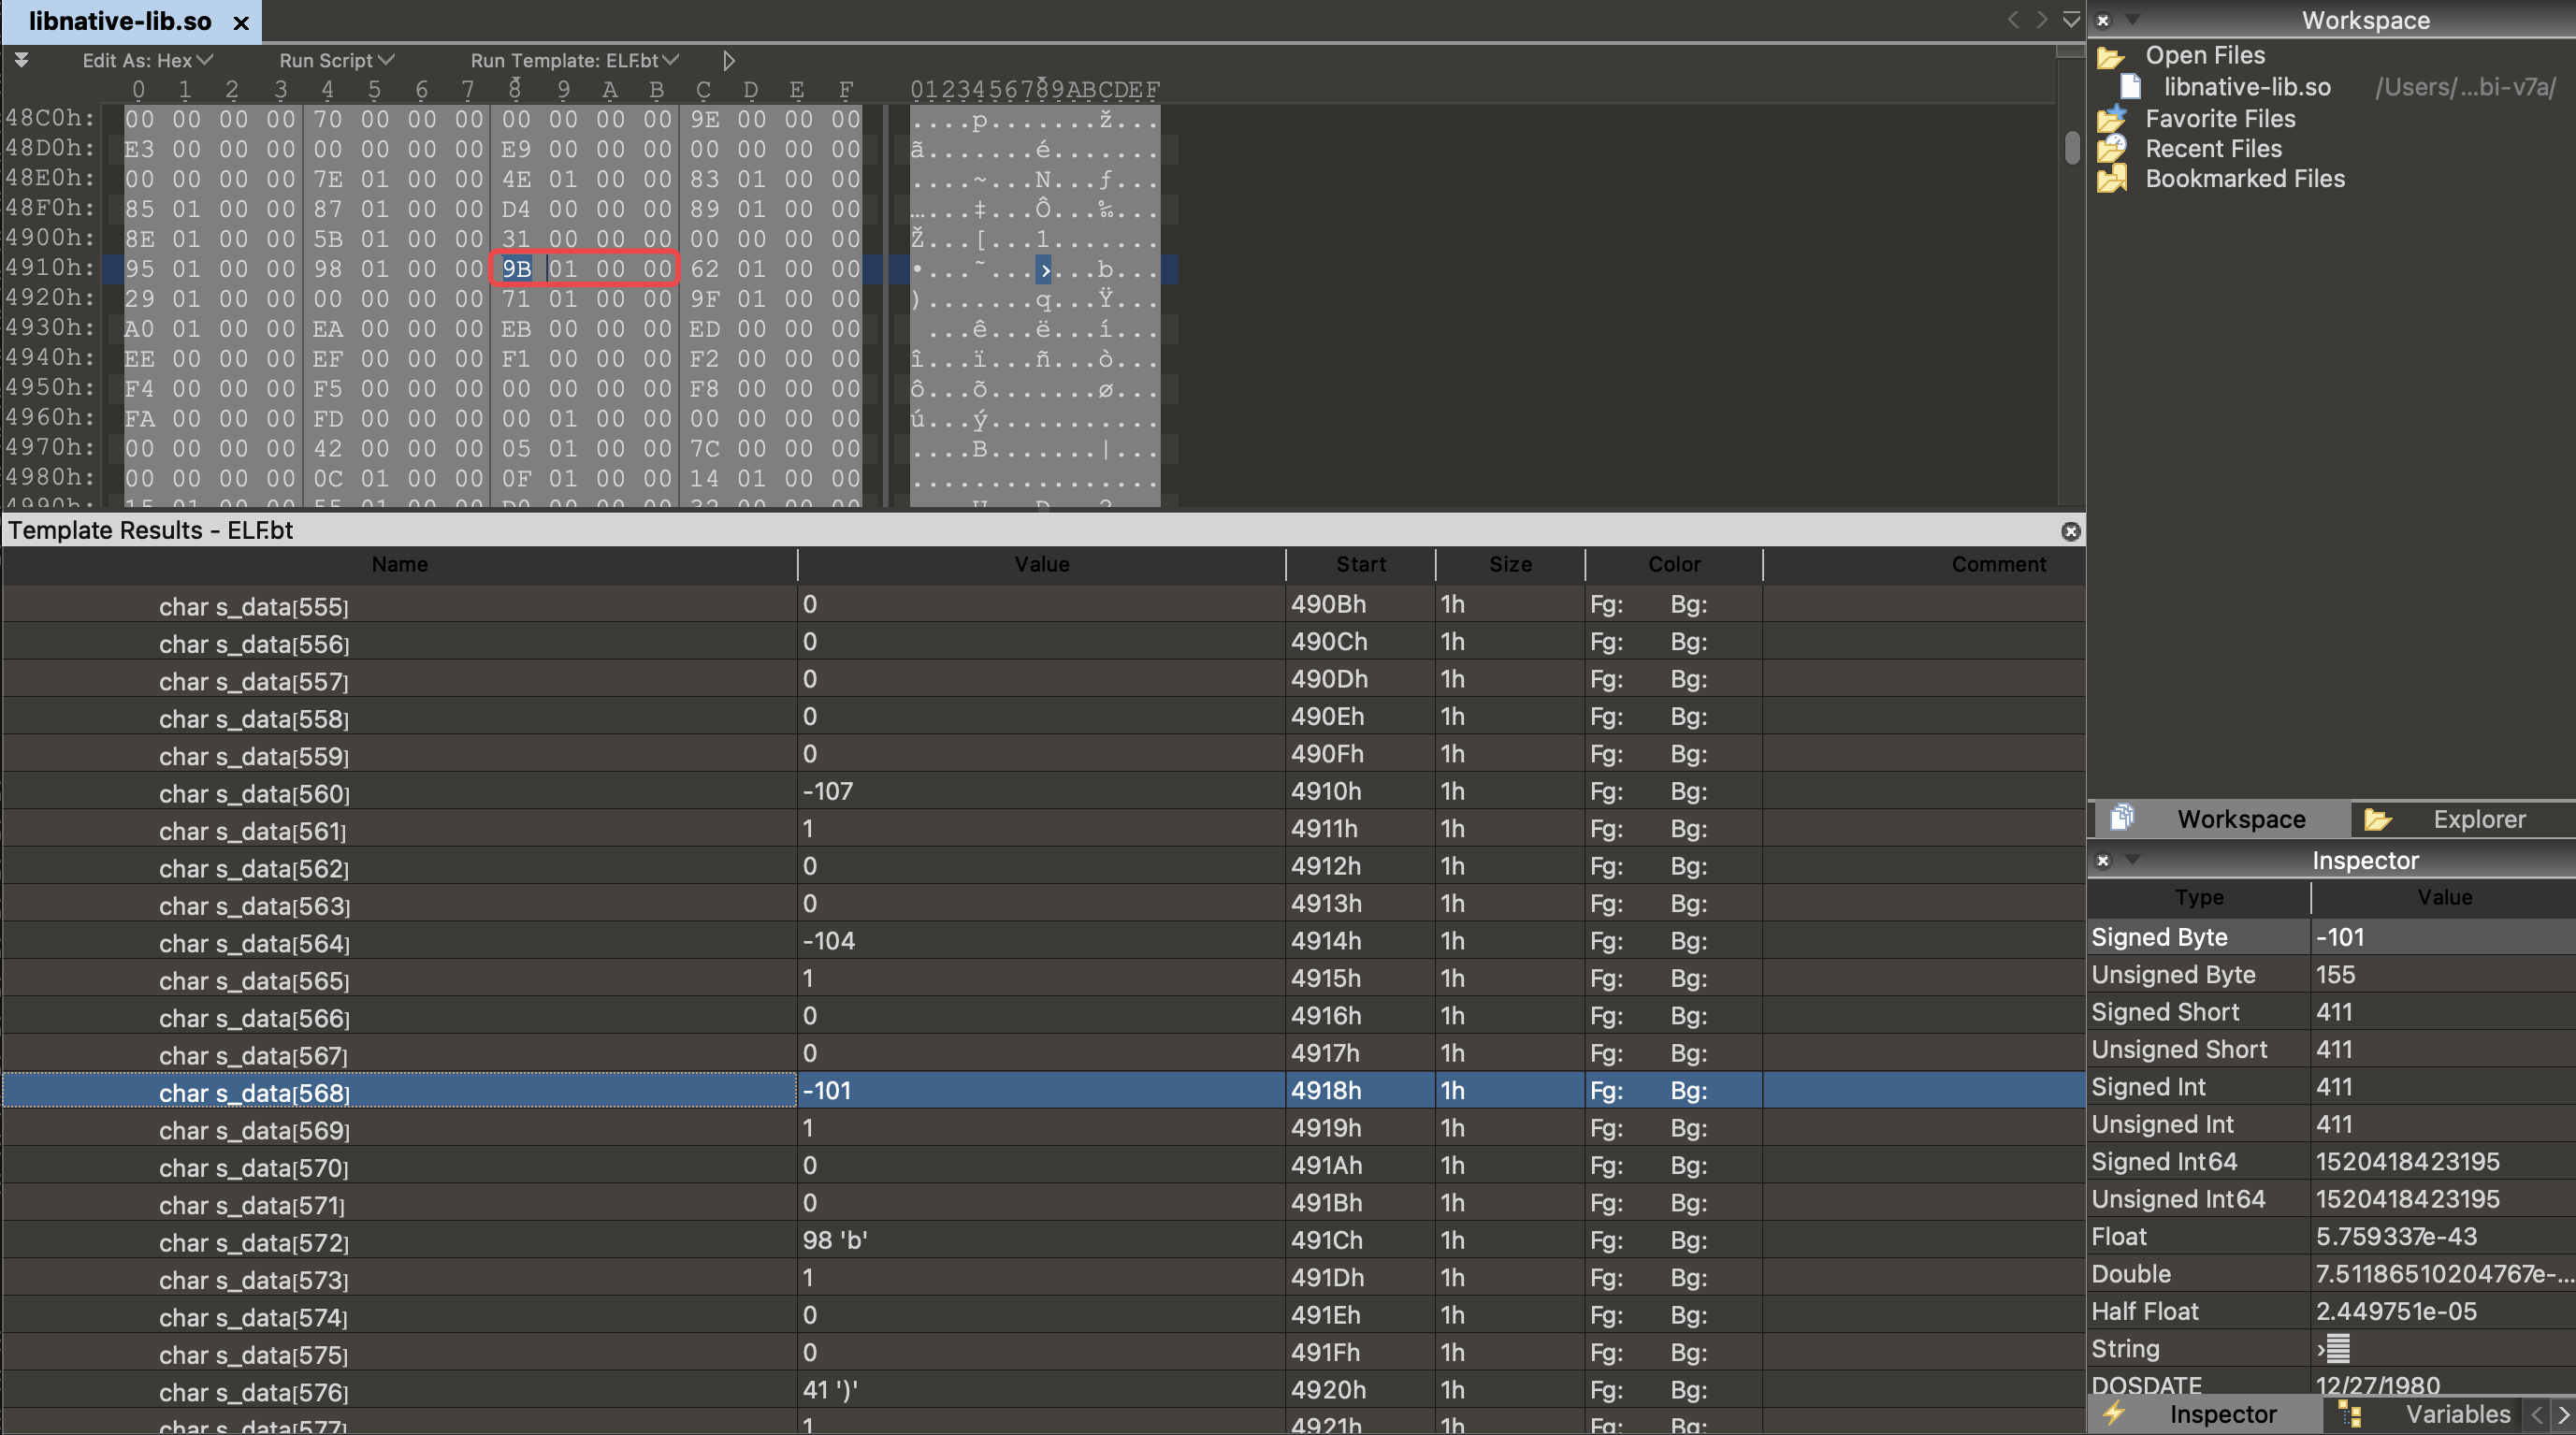 libnative-lib.so ×
Edit As: Hex
Run Script
Run Template: ELF.bt
0 1 2 3 4 5 6 7 8 9 A B C D E F 0123456789ABCDEF
48C0h: 00 00 00 00 70 00 00 00 00 00 00 00 9E 00 00 00 ....p.......ž...
48D0h: E3 00 00 00 00 00 00 00 E9 00 00 00 00 00 00 00 ã.......é.......
48E0h: 00 00 00 00 7E 01 00 00 4E 01 00 00 83 01 00 00 ....~...N...ƒ...
48F0h: 85 01 00 00 87 01 00 00 D4 00 00 00 89 01 00 00 …...‡...Ô...‰...
4900h: 8E 01 00 00 5B 01 00 00 31 00 00 00 00 00 00 00 Ž...[...1.......
4910h: 95 01 00 00 98 01 00 00 9B 01 00 00 62 01 00 00 •...˜...›...b...
4920h: 29 01 00 00 00 00 00 00 71 01 00 00 9F 01 00 00 ).......q...Ÿ...
4930h: A0 01 00 00 EA 00 00 00 EB 00 00 00 ED 00 00 00 ...ê...ë...í...
4940h: EE 00 00 00 EF 00 00 00 F1 00 00 00 F2 00 00 00 î...ï...ñ...ò...
4950h: F4 00 00 00 F5 00 00 00 00 00 00 00 F8 00 00 00 ô...õ.......ø...
4960h: FA 00 00 00 FD 00 00 00 00 01 00 00 00 00 00 00 ú...ý...........
4970h: 00 00 00 00 42 00 00 00 05 01 00 00 7C 00 00 00 ....B.......|...
4980h: 00 00 00 00 0C 01 00 00 0F 01 00 00 14 01 00 00 ................
Template Results - ELF.bt
Name Value Start Size Color Comment
char s_data[555] 0 490Bh 1h Fg: Bg:
char s_data[556] 0 490Ch 1h Fg: Bg:
char s_data[557] 0 490Dh 1h Fg: Bg:
char s_data[558] 0 490Eh 1h Fg: Bg:
char s_data[559] 0 490Fh 1h Fg: Bg:
char s_data[560] -107 4910h 1h Fg: Bg:
char s_data[561] 1 4911h 1h Fg: Bg:
char s_data[562] 0 4912h 1h Fg: Bg:
char s_data[563] 0 4913h 1h Fg: Bg:
char s_data[564] -104 4914h 1h Fg: Bg:
char s_data[565] 1 4915h 1h Fg: Bg:
char s_data[566] 0 4916h 1h Fg: Bg:
char s_data[567] 0 4917h 1h Fg: Bg:
char s_data[568] -101 4918h 1h Fg: Bg:
char s_data[569] 1 4919h 1h Fg: Bg:
char s_data[570] 0 491Ah 1h Fg: Bg:
char s_data[571] 0 491Bh 1h Fg: Bg:
char s_data[572] 98 'b' 491Ch 1h Fg: Bg:
char s_data[573] 1 491Dh 1h Fg: Bg:
char s_data[574] 0 491Eh 1h Fg: Bg:
char s_data[575] 0 491Fh 1h Fg: Bg:
char s_data[576] 41 ')' 4920h 1h Fg: Bg:
char s_data[577] 1 4921h 1h Fg: Bg:
Workspace
Open Files
libnative-lib.so /Users/...bi-v7a/
Favorite Files
Recent Files
Bookmarked Files
Workspace Explorer
Inspector
Type Value
Signed Byte -101
Unsigned Byte 155
Signed Short 411
Unsigned Short 411
Signed Int 411
Unsigned Int 411
Signed Int64 1520418423195
Unsigned Int64 1520418423195
Float 5.759337e-43
Double 7.51186510204767e-...
Half Float 2.449751e-05
String ›
DOSDATE 12/27/1980
Inspector Variables